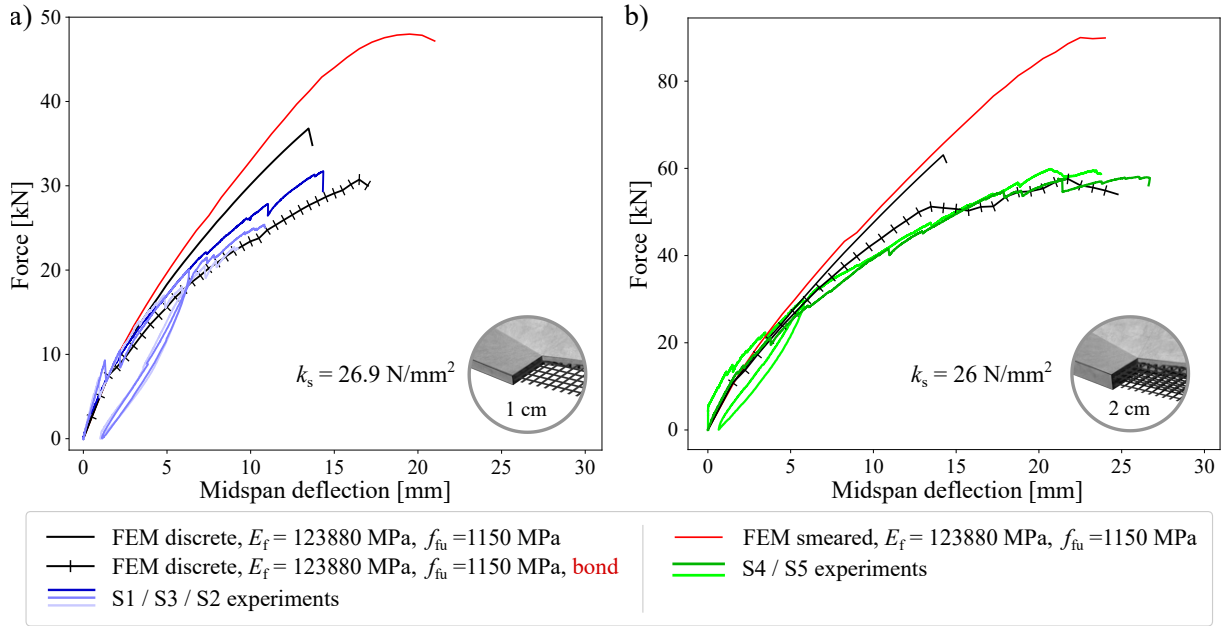 a)
50
40
30
20
10
0
Force [kN]
0 5 10 15 20 25 30
Midspan deflection [mm]
kₛ = 26.9 N/mm²
1 cm
b)
80
60
40
20
0
Force [kN]
0 5 10 15 20 25 30
Midspan deflection [mm]
kₛ = 26 N/mm²
2 cm
FEM discrete, E_f = 123880 MPa, f_fu =1150 MPa
FEM discrete, E_f = 123880 MPa, f_fu =1150 MPa, bond
S1 / S3 / S2 experiments
FEM smeared, E_f = 123880 MPa, f_fu =1150 MPa
S4 / S5 experiments